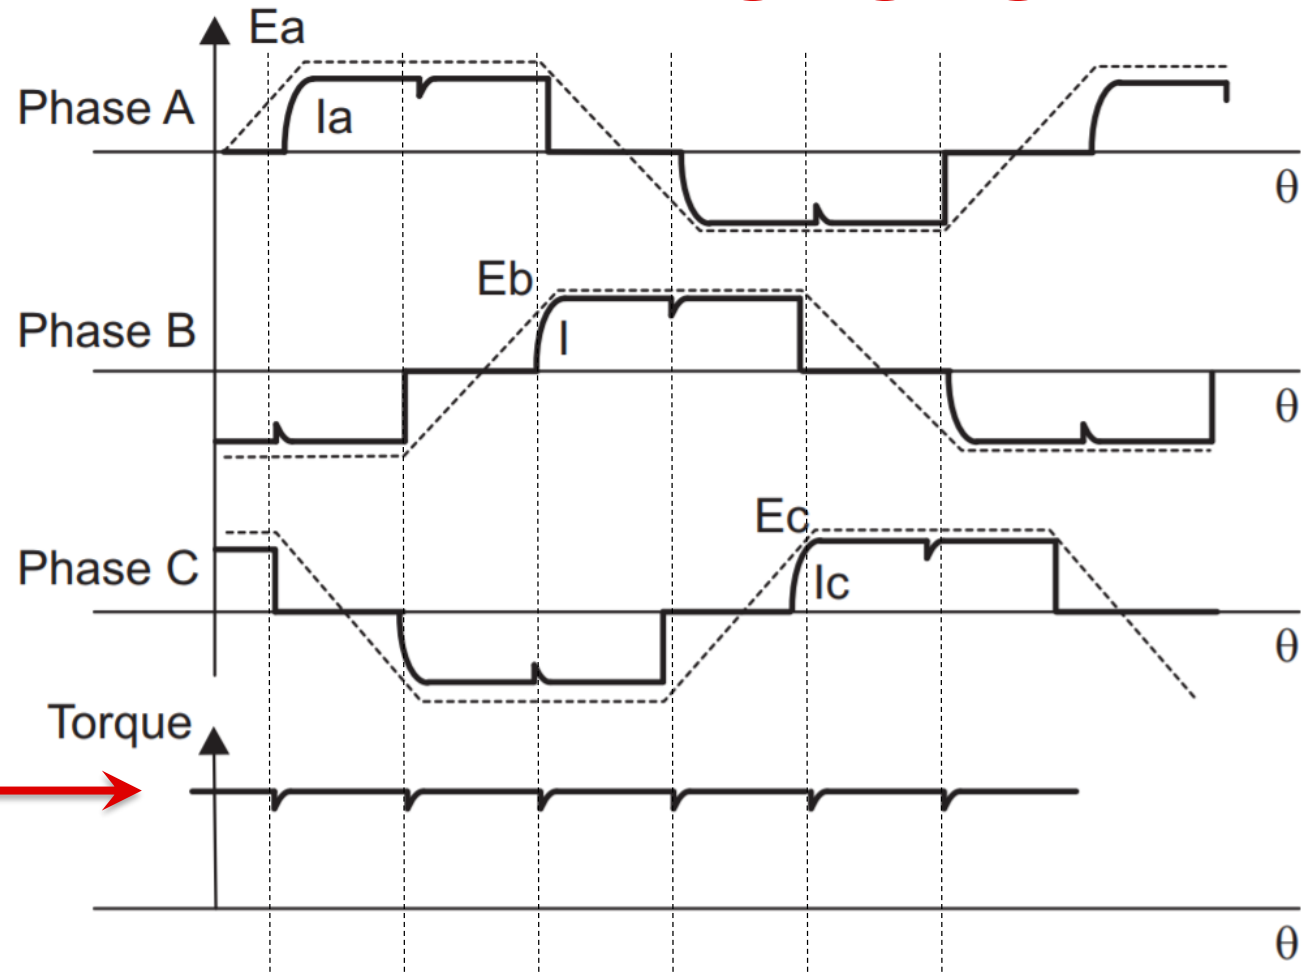 Ea
Phase A
Ia
θ
Eb
Phase B
I
θ
Ec
Phase C
Ic
θ
Torque
θ